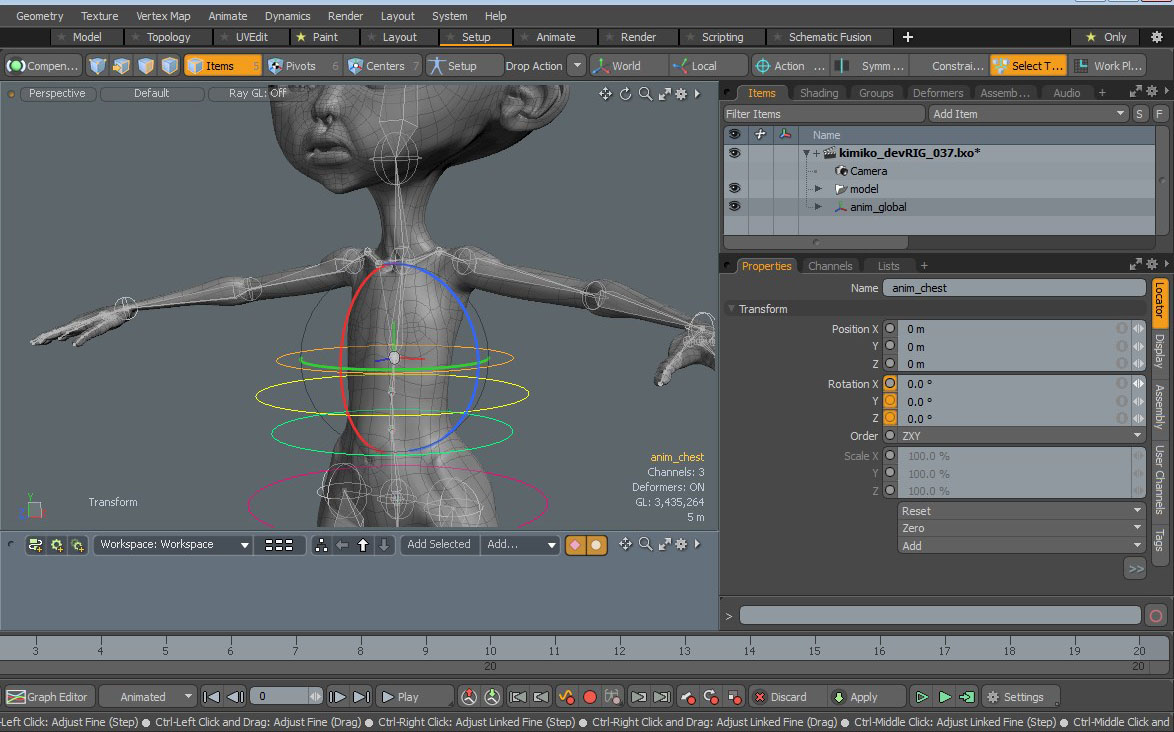 Geometry Texture Vertex Map Animate Dynamics Render Layout System Help
Model Topology UVEdit Paint Layout Setup Animate Render Scripting Schematic Fusion + Only
Compen... Items 5 Pivots 6 Centers 7 Setup Drop Action World Local Action ... Symm ... Constrai... Select T... Work Pl...
Perspective Default Ray GL: Off
Items Shading Groups Deformers Assemb ... Audio +
Filter Items Add Item S F
Name
kimiko_devRIG_037.lxo*
Camera
model
anim_global
Properties Channels Lists +
Name anim_chest
Transform
Position X 0 m
Y 0 m
Z 0 m
Rotation X 0.0 °
Y 0.0 °
Z 0.0 °
Order ZXY
Scale X 100.0 %
Y 100.0 %
Z 100.0 %
Reset
Zero
Add
>>
Locator
Display
Assembly
User Channels
Tags
anim_chest
Channels: 3
Deformers: ON
GL: 3,435,264
5 m
Transform
Y
Workspace: Workspace Add Selected Add...
>
3 4 5 6 7 8 9 10 11 12 13 14 15 16 17 18 19 20
20 20
Graph Editor Animated 0 Play Discard Apply Settings
-Left Click: Adjust Fine (Step) ● Ctrl-Left Click and Drag: Adjust Fine (Drag) ● Ctrl-Right Click: Adjust Linked Fine (Step) ● Ctrl-Right Click and Drag: Adjust Linked Fine (Drag) ● Ctrl-Middle Click: Adjust Linked Fine (Step) ● Ctrl-Middle Click and